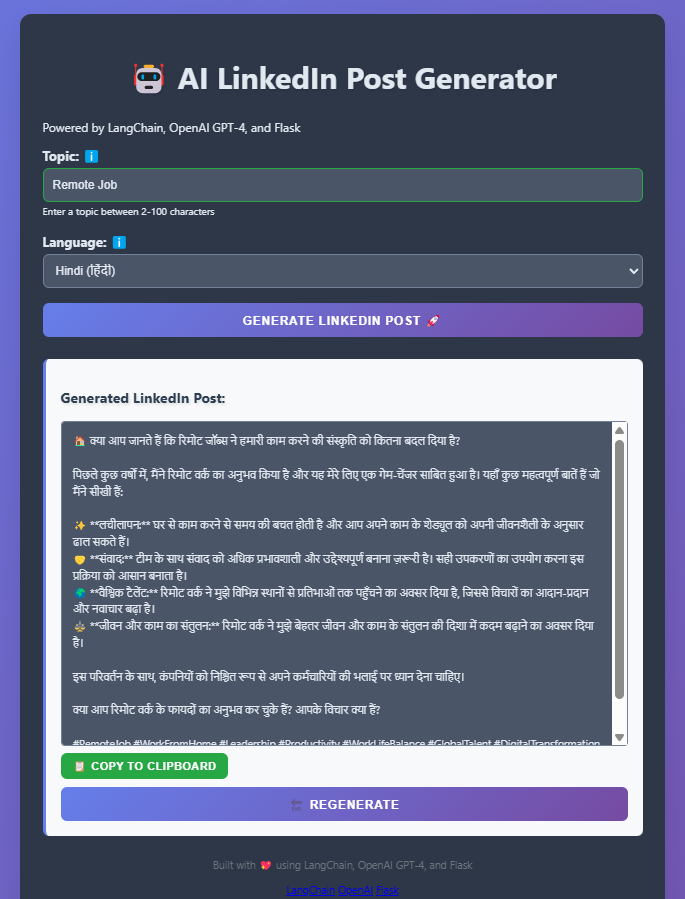 🤖 AI LinkedIn Post Generator
Powered by LangChain, OpenAI GPT-4, and Flask
Topic: ℹ️
Remote Job
Enter a topic between 2-100 characters
Language: ℹ️
Hindi (हिंदी)
GENERATE LINKEDIN POST 🚀
Generated LinkedIn Post:
🏠 क्या आप जानते हैं कि रिमोट जॉब्स ने हमारी काम करने की संस्कृति को कितना बदल दिया है?
पिछले कुछ वर्षों में, मैंने रिमोट वर्क का अनुभव किया है और यह मेरे लिए एक गेम-चेंजर साबित हुआ है। यहाँ कुछ महत्वपूर्ण बातें हैं जो
मैंने सीखी हैं:
✨ **लचीलापन:** घर से काम करने से समय की बचत होती है और आप अपने काम के शेड्यूल को अपनी जीवनशैली के अनुसार
ढाल सकते हैं।
🤝 **संवाद:** टीम के साथ संवाद को अधिक प्रभावशाली और उद्देश्यपूर्ण बनाना ज़रूरी है। सही उपकरणों का उपयोग करना इस
प्रक्रिया को आसान बनाता है।
🌍 **वैश्विक टैलेंट:** रिमोट वर्क ने मुझे विभिन्न स्थानों से प्रतिभाओं तक पहुँचने का अवसर दिया है, जिससे विचारों का आदान-प्रदान
और नवाचार बढ़ा है।
⚖️ **जीवन और काम का संतुलन:** रिमोट वर्क ने मुझे बेहतर जीवन और काम के संतुलन की दिशा में कदम बढ़ाने का अवसर दिया
है।
इस परिवर्तन के साथ, कंपनियों को निश्चित रूप से अपने कर्मचारियों की भलाई पर ध्यान देना चाहिए।
क्या आप रिमोट वर्क के फायदों का अनुभव कर चुके हैं? आपके विचार क्या हैं?
#RemoteJob #WorkFromHome #Leadership #Productivity #WorkLifeBalance #GlobalTalent #DigitalTransformation
📋 COPY TO CLIPBOARD
🔙 REGENERATE
Built with 💖 using LangChain, OpenAI GPT-4, and Flask
LangChain OpenAI Flask